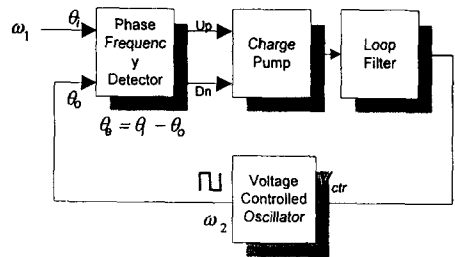 ω₁
θᵢ
Phase
Frequenc
y
Detector
θₒ
Up
Dn
Charge
Pump
Loop
Filter
θₑ = θᵢ − θₒ
Voltage
Controlled
Oscillator
ctr
ω₂